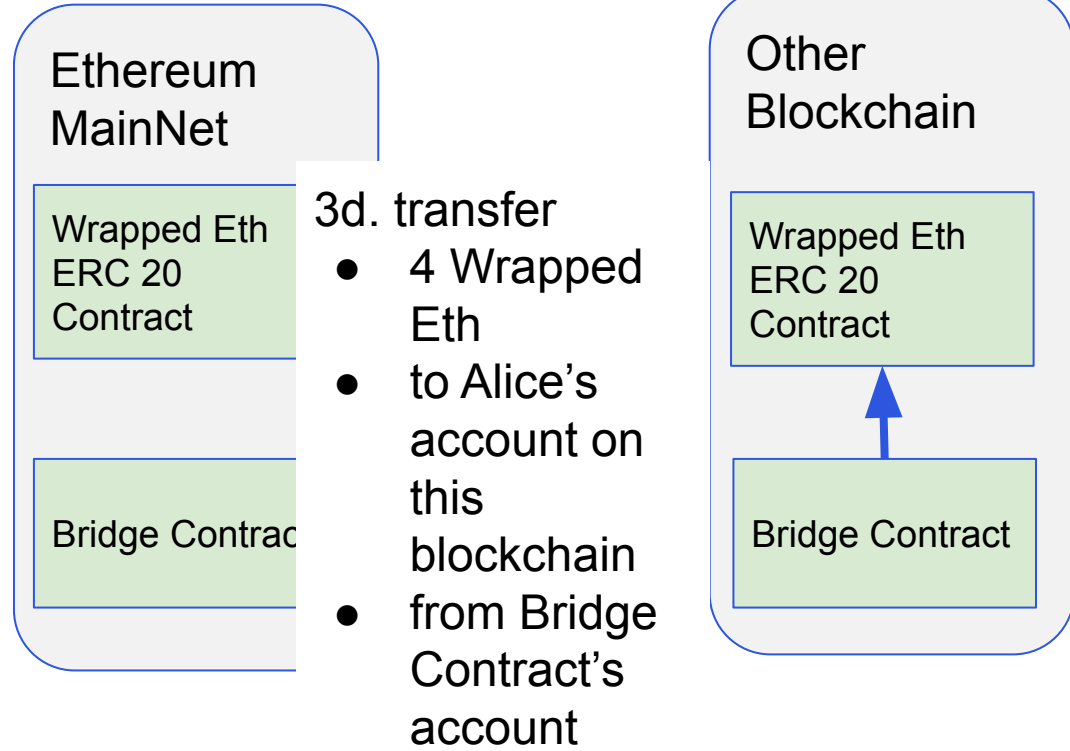 Ethereum
MainNet
Wrapped Eth
ERC 20
Contract
Bridge Contrac
3d. transfer
● 4 Wrapped
Eth
● to Alice’s
account on
this
blockchain
● from Bridge
Contract’s
account
Other
Blockchain
Wrapped Eth
ERC 20
Contract
Bridge Contract